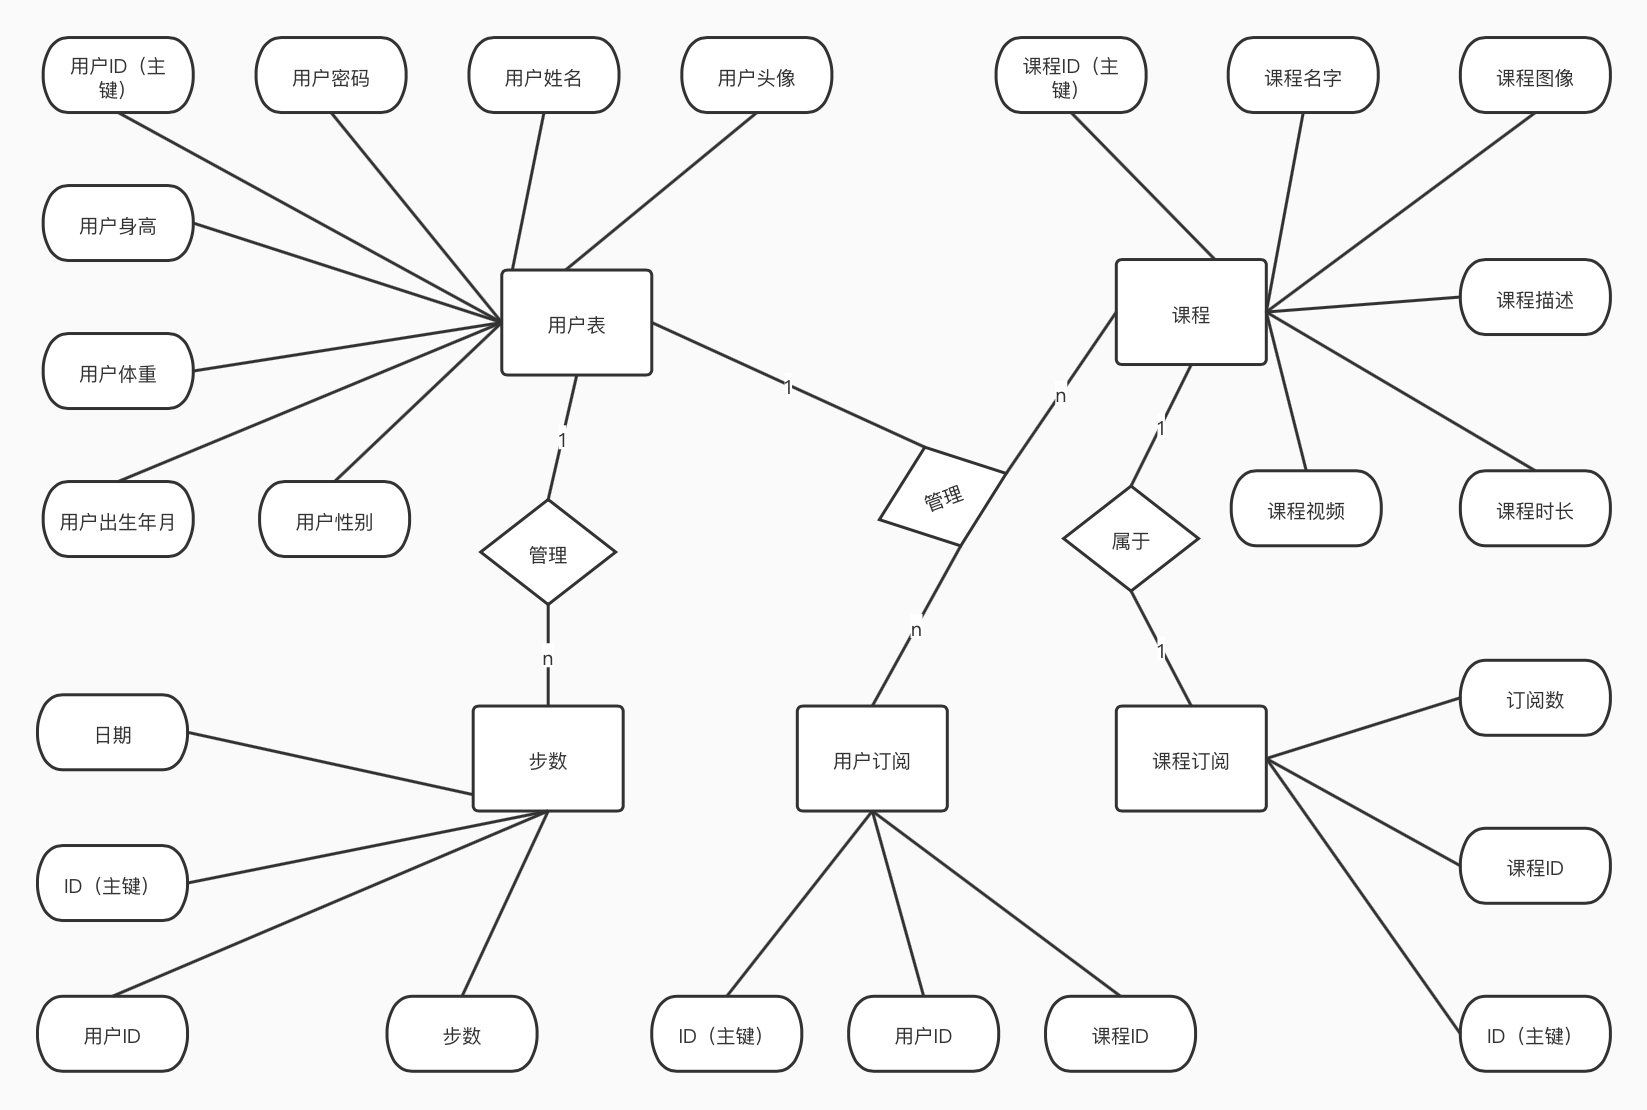 用户ID（主
键）
用户密码
用户姓名
用户头像
课程ID（主
键）
课程名字
课程图像
用户身高
课程描述
用户表
课程
用户体重
1
n
1
1
管理
用户出生年月
用户性别
课程视频
课程时长
管理
属于
n
1
n
订阅数
日期
步数
用户订阅
课程订阅
课程ID
ID（主键）
用户ID
步数
ID（主键）
用户ID
课程ID
ID（主键）